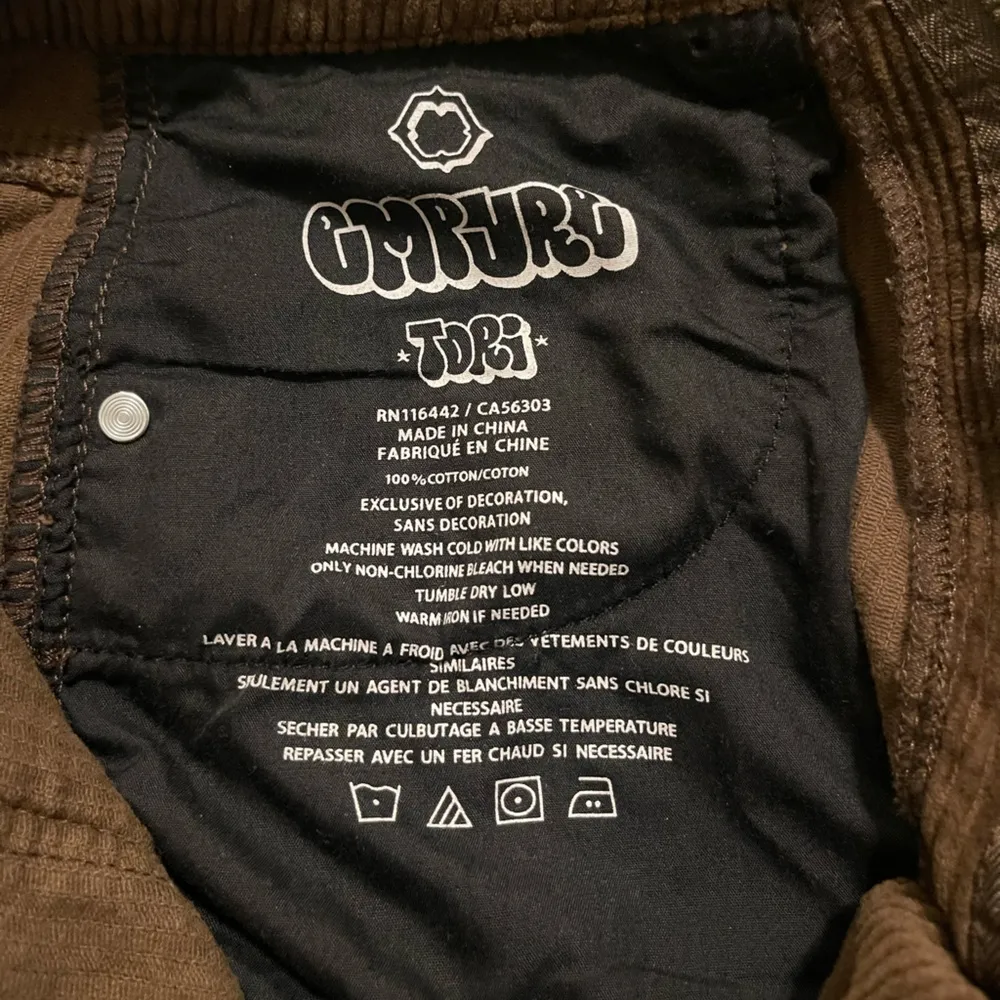 EMPYRE
*TORI*
RN116442 / CA56303
MADE IN CHINA
FABRIQUÉ EN CHINE
100% COTTON/COTON
EXCLUSIVE OF DECORATION,
SANS DECORATION
MACHINE WASH COLD WITH LIKE COLORS
ONLY NON-CHLORINE BLEACH WHEN NEEDED
TUMBLE DRY LOW
WARM IRON IF NEEDED
LAVER A LA MACHINE A FROID AVEC DES VÊTEMENTS DE COULEURS
SIMILAIRES
SEULEMENT UN AGENT DE BLANCHIMENT SANS CHLORE SI
NECESSAIRE
SECHER PAR CULBUTAGE A BASSE TEMPERATURE
REPASSER AVEC UN FER CHAUD SI NECESSAIRE